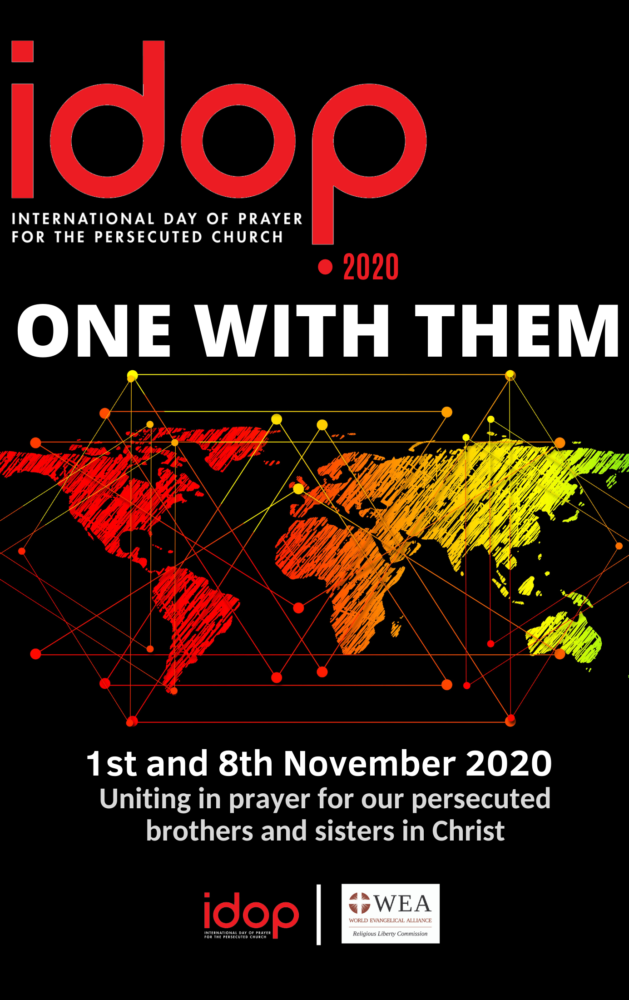 idop
INTERNATIONAL DAY OF PRAYER
FOR THE PERSECUTED CHURCH
• 2020
ONE WITH THEM
1st and 8th November 2020
Uniting in prayer for our persecuted
brothers and sisters in Christ
idop
INTERNATIONAL DAY OF PRAYER
FOR THE PERSECUTED CHURCH
WEA
WORLD EVANGELICAL ALLIANCE
Religious Liberty Commission